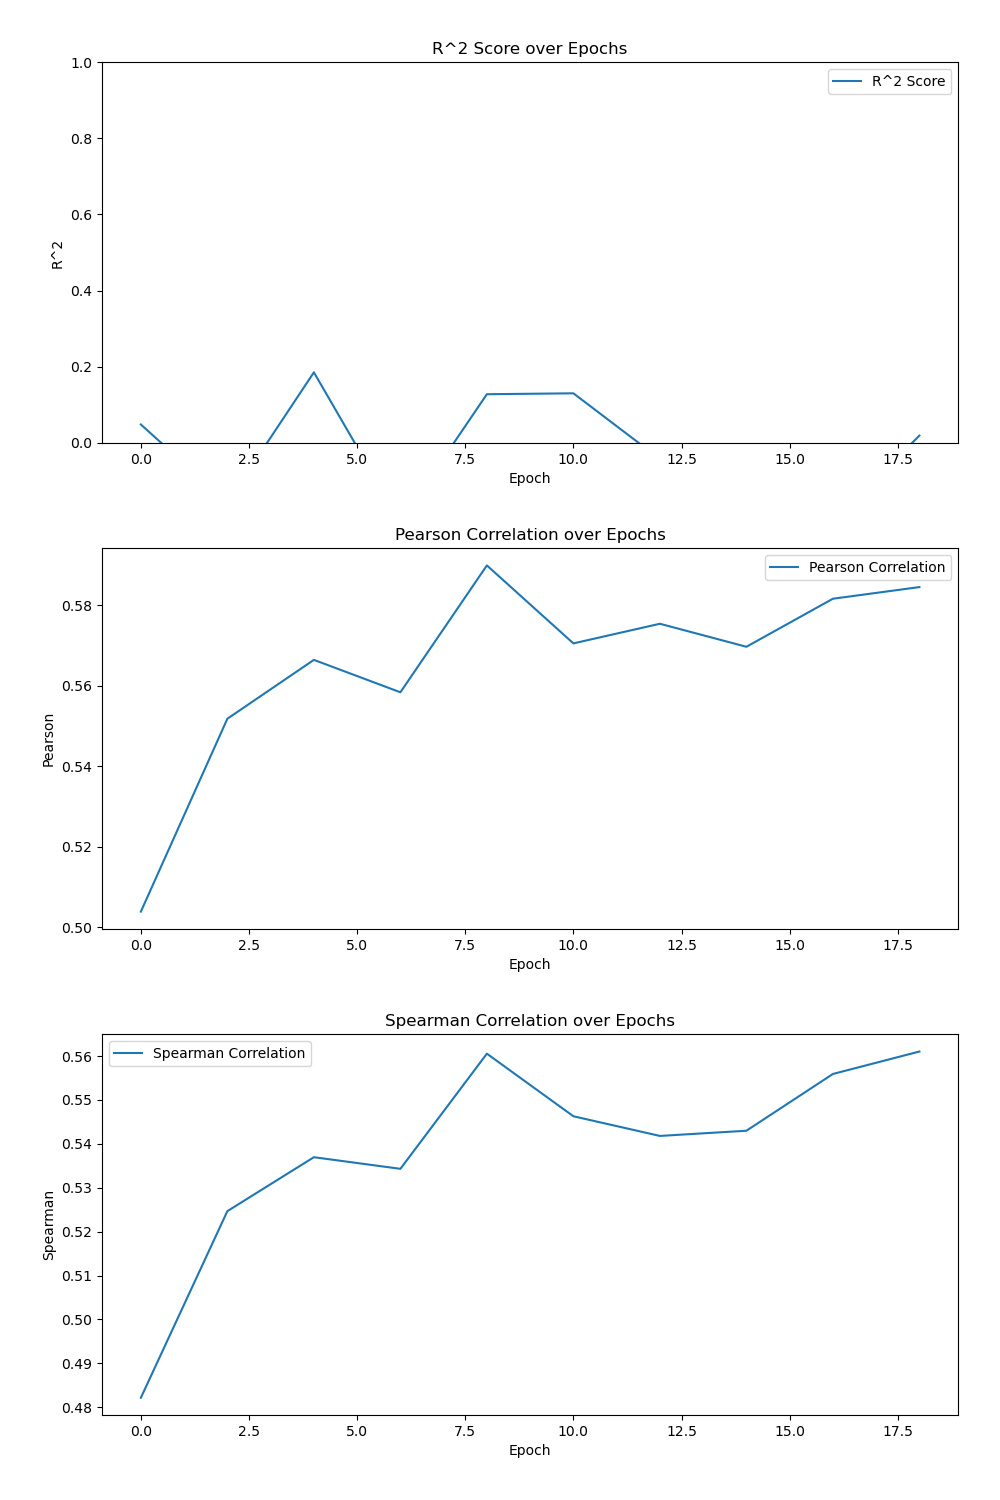 R^2 Score over Epochs
1.0
R^2 Score
0.8
0.6
R^2
0.4
0.2
0.0
0.0 2.5 5.0 7.5 10.0 12.5 15.0 17.5
Epoch
Pearson Correlation over Epochs
Pearson Correlation
0.58
0.56
Pearson
0.54
0.52
0.50
0.0 2.5 5.0 7.5 10.0 12.5 15.0 17.5
Epoch
Spearman Correlation over Epochs
Spearman Correlation
0.56
0.55
0.54
0.53
Spearman
0.52
0.51
0.50
0.49
0.48
0.0 2.5 5.0 7.5 10.0 12.5 15.0 17.5
Epoch